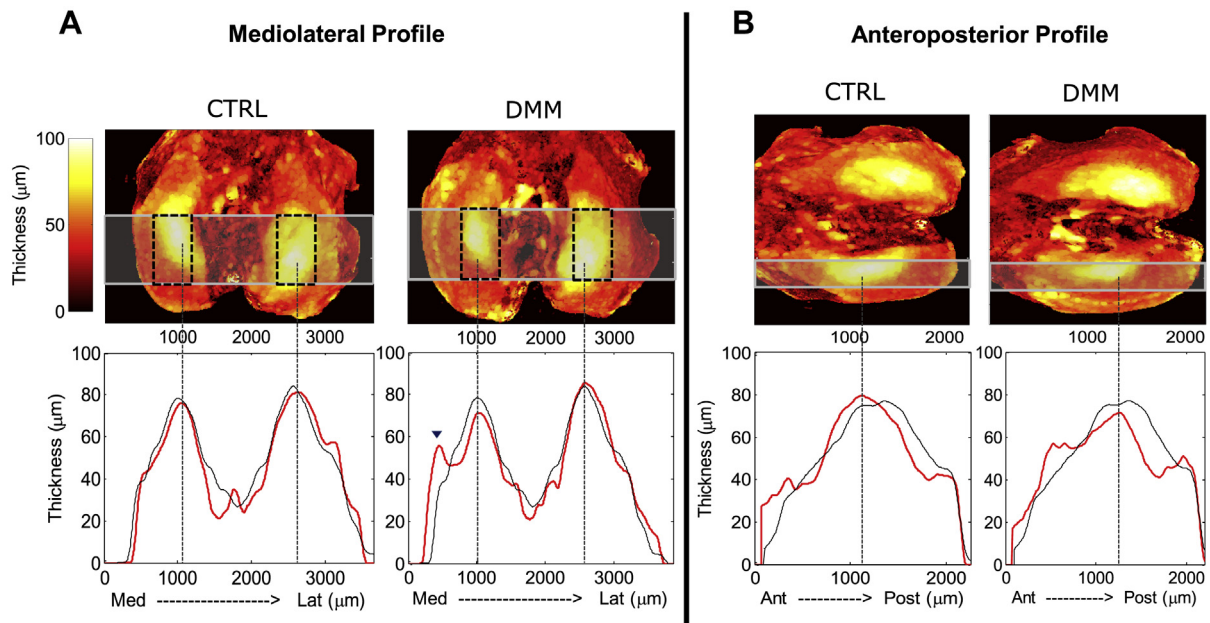 A
Mediolateral Profile
B
Anteroposterior Profile
CTRL
DMM
CTRL
DMM
100
50
0
Thickness (μm)
1000 2000 3000
1000 2000 3000
1000 2000
1000 2000
100
80
60
40
20
0
Thickness (μm)
0 1000 2000 3000
Med -------------> Lat (μm)
100
80
60
40
20
0
0 1000 2000 3000
Med -------------> Lat (μm)
100
80
60
40
20
0
Thickness (μm)
0 1000 2000
Ant ----------> Post (μm)
100
80
60
40
20
0
0 1000 2000
Ant ----------> Post (μm)